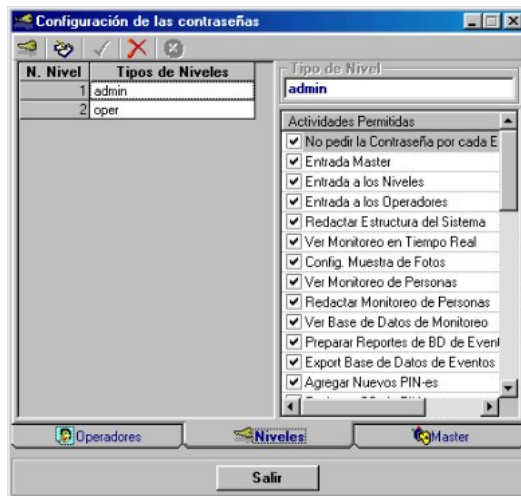 Configuración de las contraseñas
N. Nivel Tipos de Niveles
1 admin
2 oper
Tipo de Nivel
admin
Actividades Permitidas
No pedir la Contraseña por cada E
Entrada Master
Entrada a los Niveles
Entrada a los Operadores
Redactar Estructura del Sistema
Ver Monitoreo en Tiempo Real
Config. Muestra de Fotos
Ver Monitoreo de Personas
Redactar Monitoreo de Personas
Ver Base de Datos de Monitoreo
Preparar Reportes de BD de Event
Export Base de Datos de Eventos
Agregar Nuevos PIN-es
Operadores Niveles Master
Salir